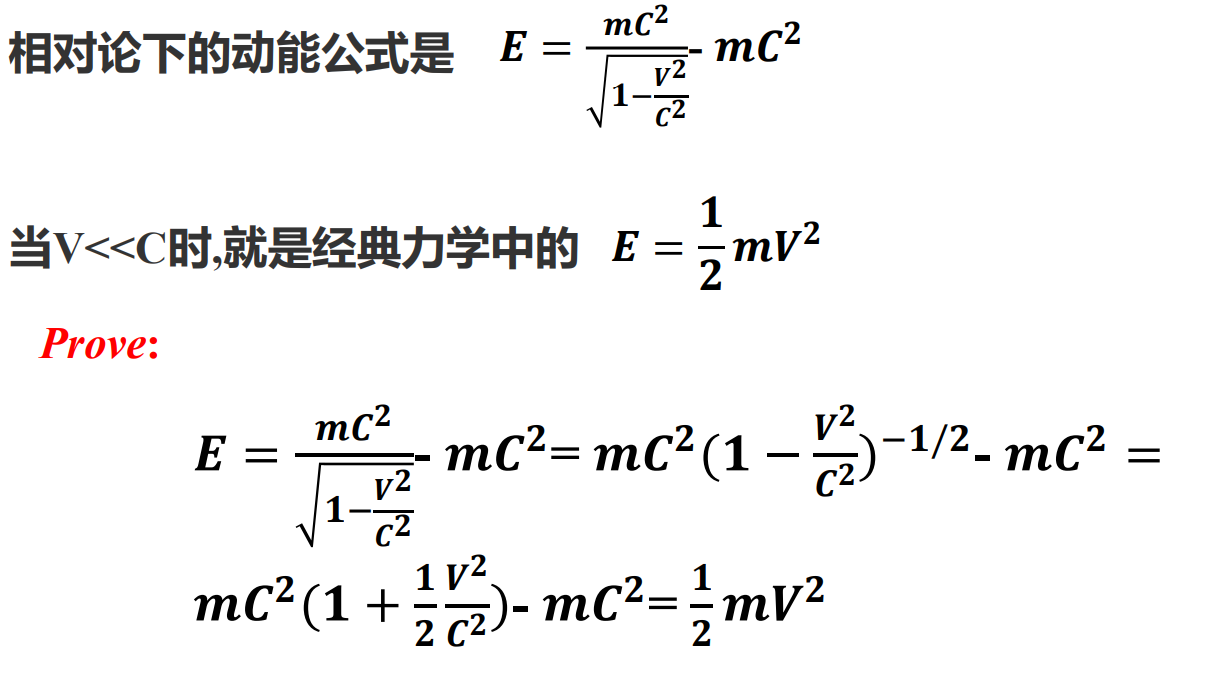 相对论下的动能公式是 $E = \frac{mC^2}{\sqrt{1-\frac{V^2}{C^2}}} - mC^2$
当V<<C时,就是经典力学中的 $E = \frac{1}{2}mV^2$
Prove:
$E = \frac{mC^2}{\sqrt{1-\frac{V^2}{C^2}}} - mC^2 = mC^2(1 - \frac{V^2}{C^2})^{-1/2} - mC^2 =$
$mC^2(1 + \frac{1}{2}\frac{V^2}{C^2}) - mC^2 = \frac{1}{2}mV^2$